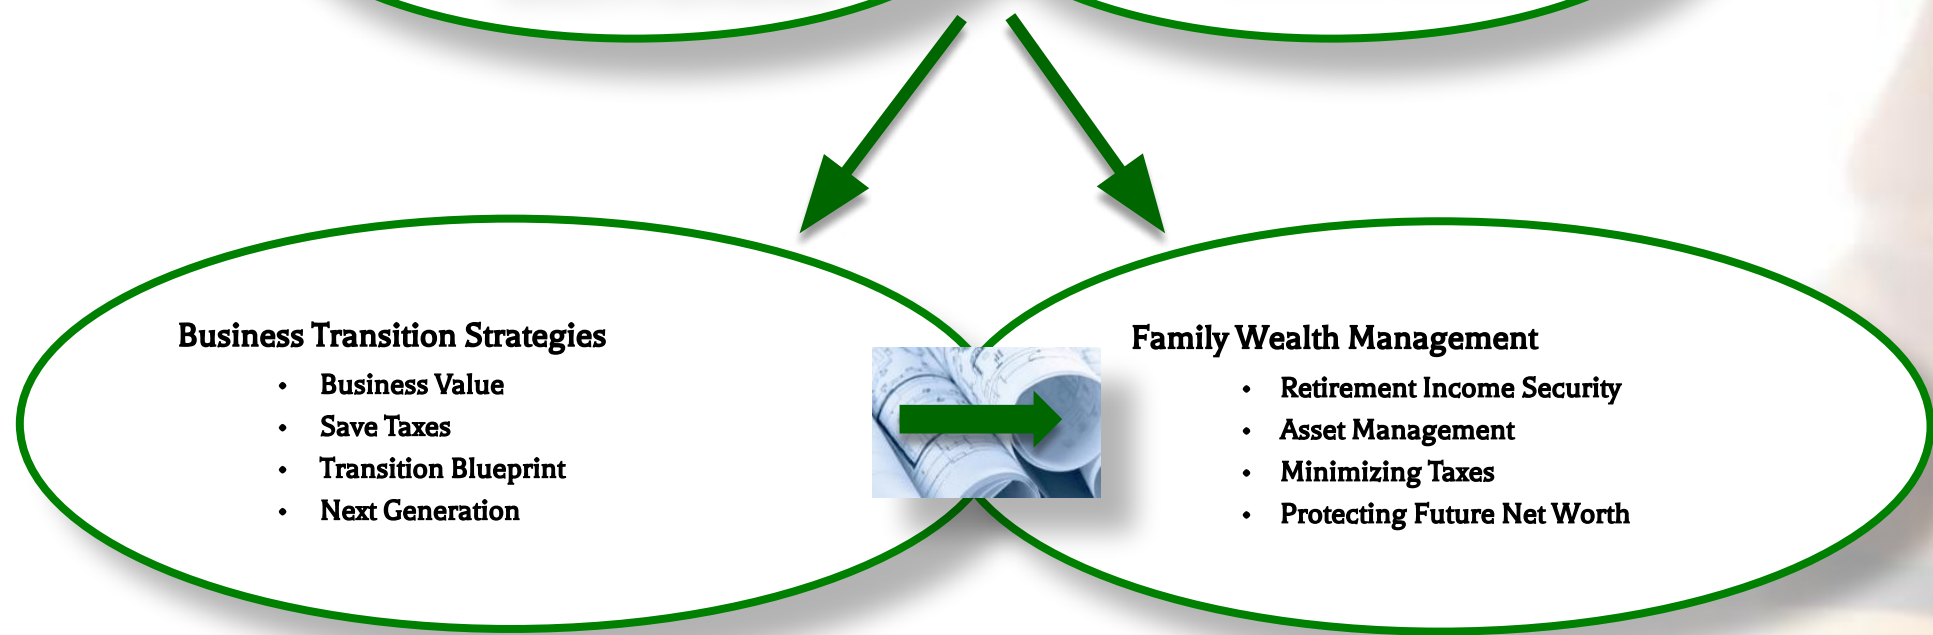 Business Transition Strategies
• Business Value
• Save Taxes
• Transition Blueprint
• Next Generation
Family Wealth Management
• Retirement Income Security
• Asset Management
• Minimizing Taxes
• Protecting Future Net Worth